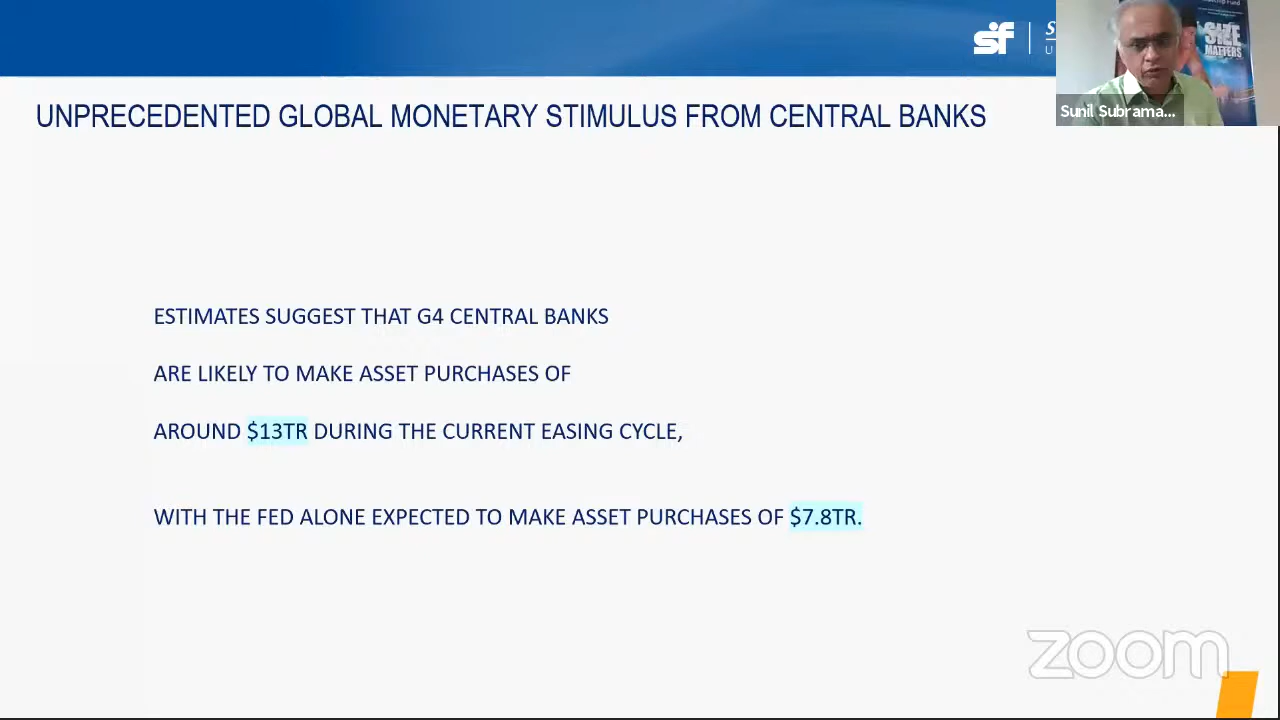 sf
S
U
SIZE
MATTERS
Sunil Subrama...
UNPRECEDENTED GLOBAL MONETARY STIMULUS FROM CENTRAL BANKS
ESTIMATES SUGGEST THAT G4 CENTRAL BANKS
ARE LIKELY TO MAKE ASSET PURCHASES OF
AROUND $13TR DURING THE CURRENT EASING CYCLE,
WITH THE FED ALONE EXPECTED TO MAKE ASSET PURCHASES OF $7.8TR.
zoom